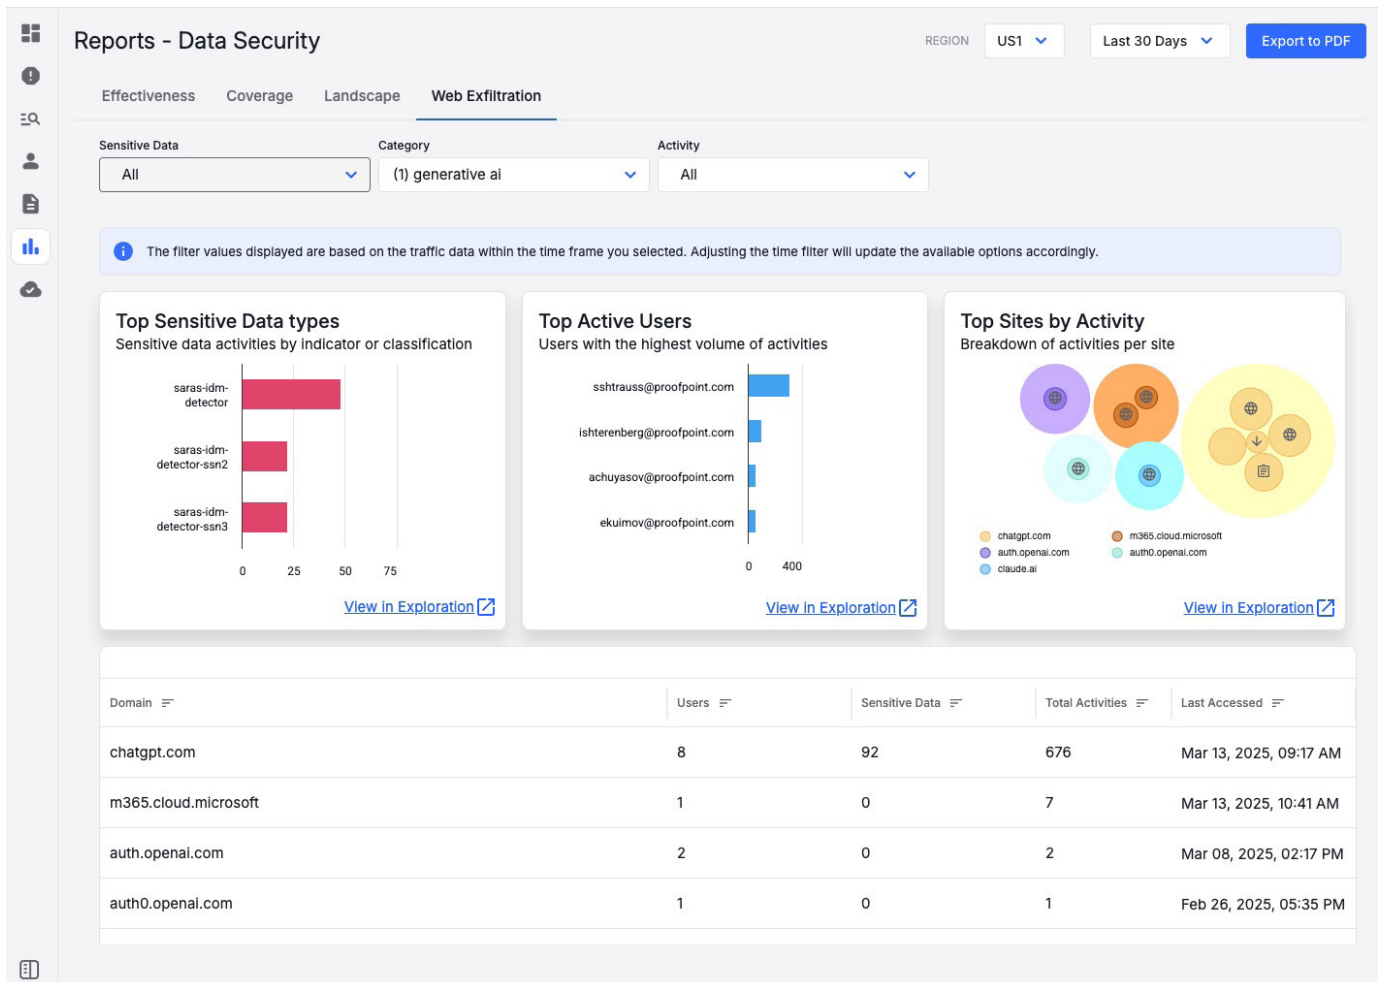 Reports - Data Security
REGION
US1
Last 30 Days
Export to PDF
Effectiveness
Coverage
Landscape
Web Exfiltration
Sensitive Data
Category
Activity
All
(1) generative ai
All
The filter values displayed are based on the traffic data within the time frame you selected. Adjusting the time filter will update the available options accordingly.
Top Sensitive Data types
Sensitive data activities by indicator or classification
saras-idm-
detector
saras-idm-
detector-ssn2
saras-idm-
detector-ssn3
0 25 50 75
View in Exploration
Top Active Users
Users with the highest volume of activities
sshtrauss@proofpoint.com
ishterenberg@proofpoint.com
achuyasov@proofpoint.com
ekuimov@proofpoint.com
0 400
View in Exploration
Top Sites by Activity
Breakdown of activities per site
chatgpt.com
m365.cloud.microsoft
auth.openai.com
auth0.openai.com
claude.ai
View in Exploration
Domain Users Sensitive Data Total Activities Last Accessed
chatgpt.com 8 92 676 Mar 13, 2025, 09:17 AM
m365.cloud.microsoft 1 0 7 Mar 13, 2025, 10:41 AM
auth.openai.com 2 0 2 Mar 08, 2025, 02:17 PM
auth0.openai.com 1 0 1 Feb 26, 2025, 05:35 PM